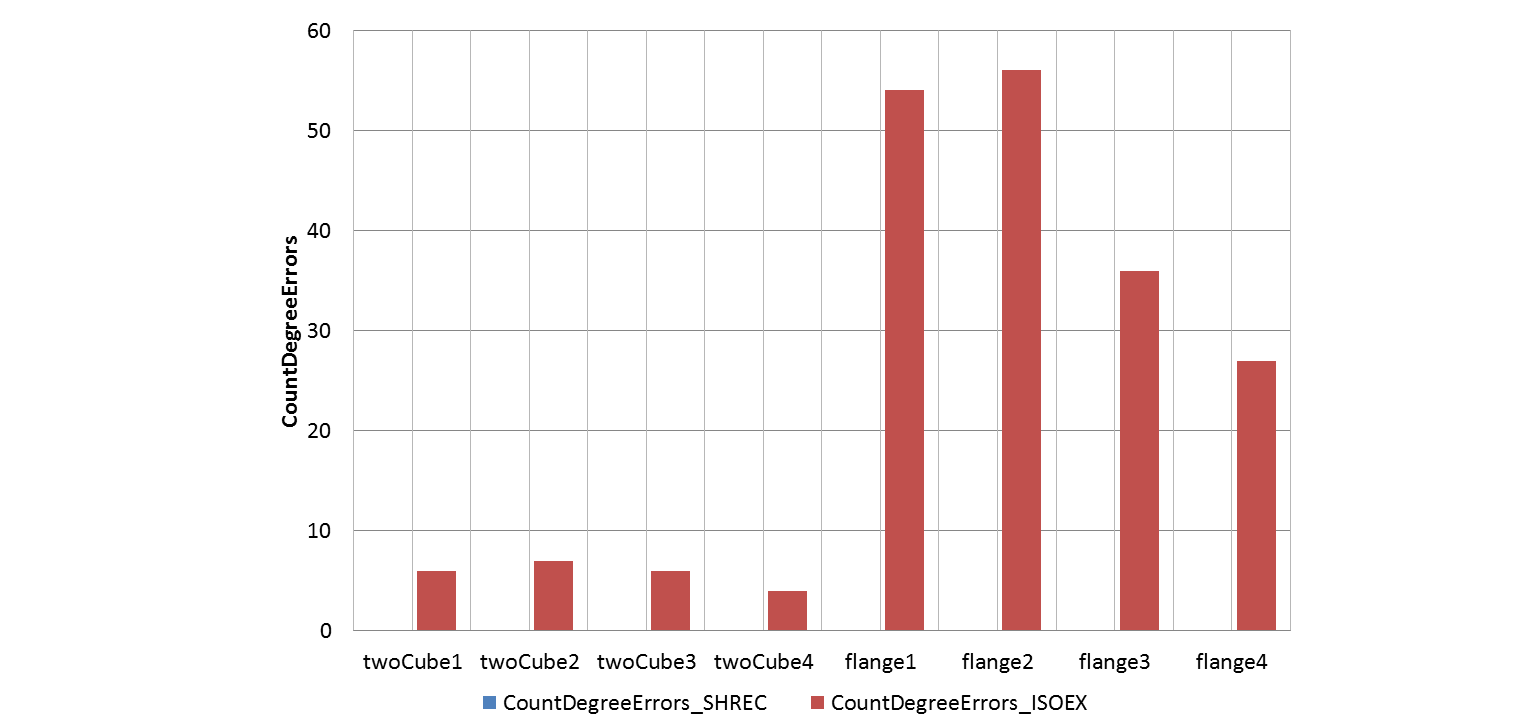 60
50
40
30
20
10
0
CountDegreeErrors
twoCube1 twoCube2 twoCube3 twoCube4 flange1 flange2 flange3 flange4
CountDegreeErrors_SHREC CountDegreeErrors_ISOEX